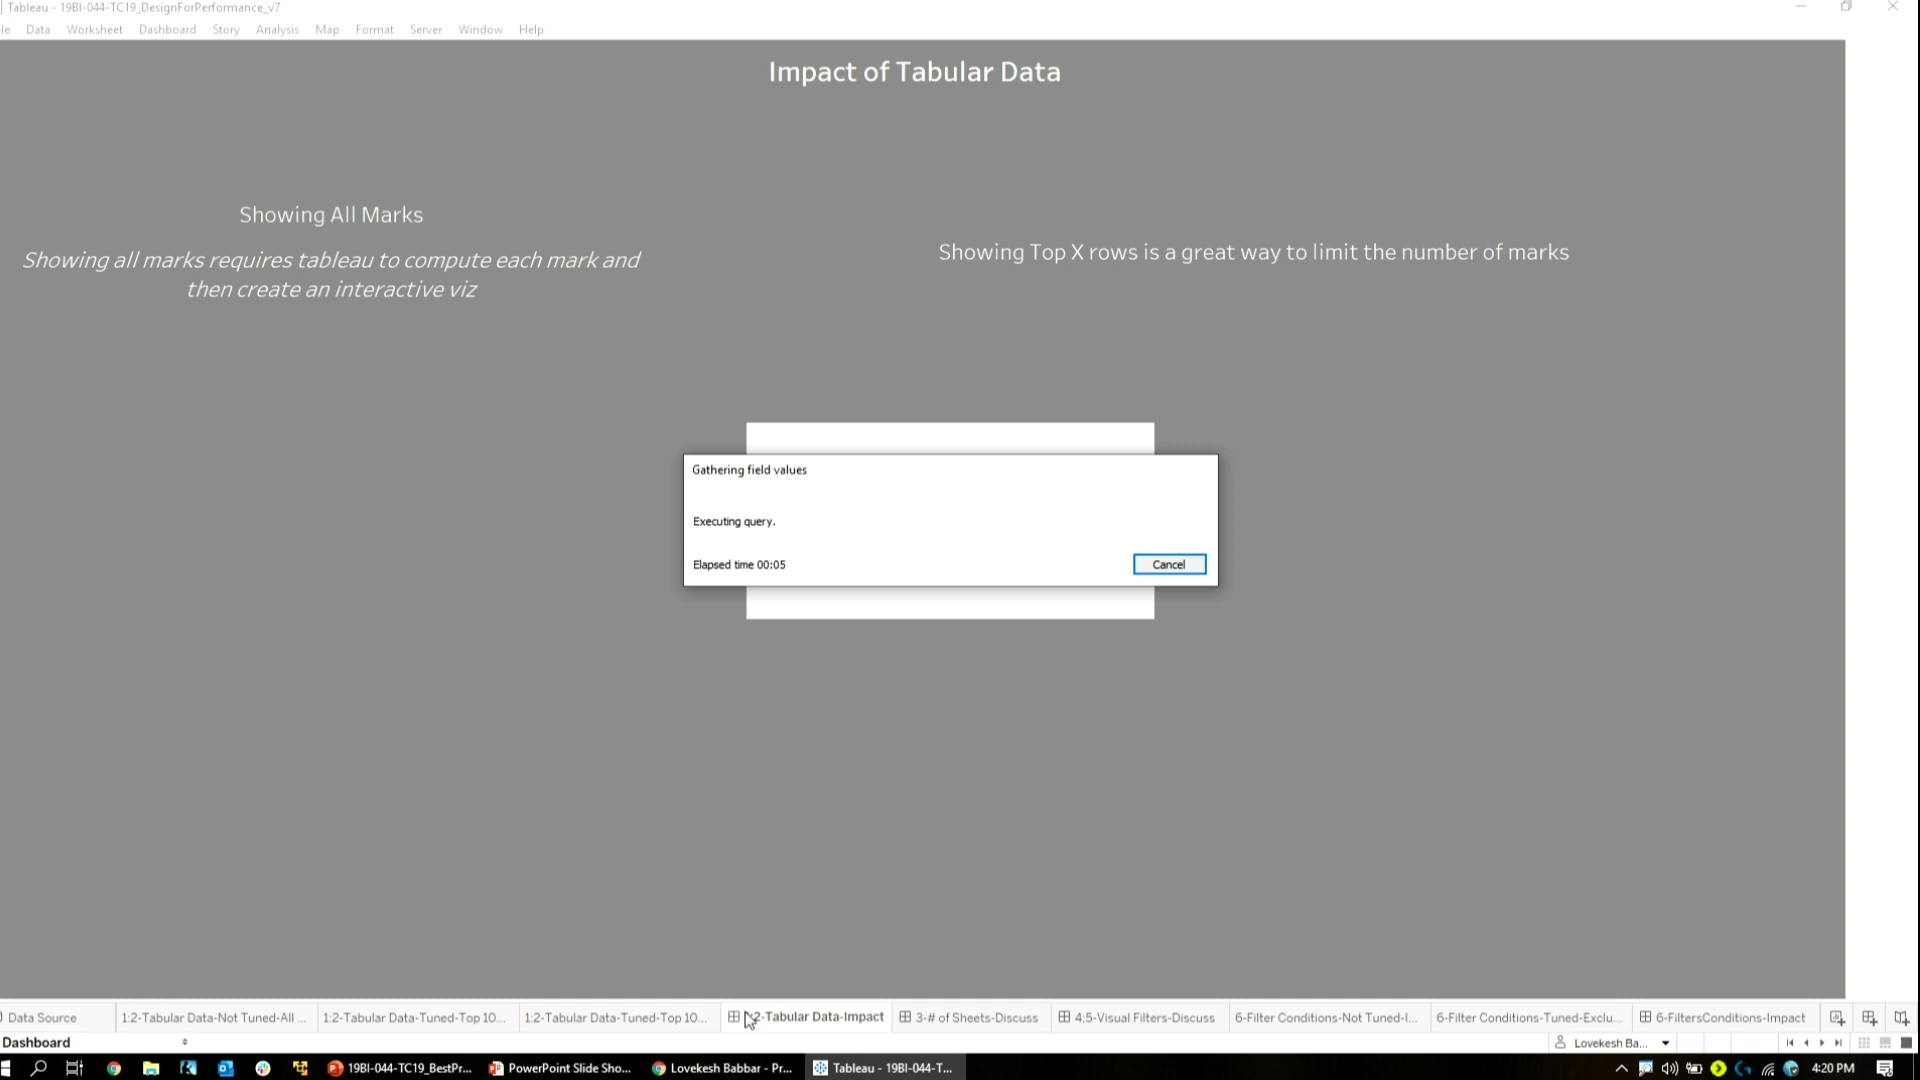 Tableau - 19BI-044-TC19_DesignForPerformance_v7
le Data Worksheet Dashboard Story Analysis Map Format Server Window Help
Impact of Tabular Data
Showing All Marks
Showing all marks requires tableau to compute each mark and
then create an interactive viz
Showing Top X rows is a great way to limit the number of marks
Gathering field values
Executing query.
Elapsed time 00:05
Cancel
Data Source 1:2-Tabular Data-Not Tuned-All ... 1:2-Tabular Data-Tuned-Top 10... 1:2-Tabular Data-Tuned-Top 10... 2-Tabular Data-Impact 3-# of Sheets-Discuss 4;5-Visual Filters-Discuss 6-Filter Conditions-Not Tuned-I... 6-Filter Conditions-Tuned-Exclu... 6-FiltersConditions-Impact
Dashboard Lovekesh Ba...
19BI-044-TC19_BestPr... PowerPoint Slide Sho... Lovekesh Babbar - Pr... Tableau - 19BI-044-T... 4:20 PM